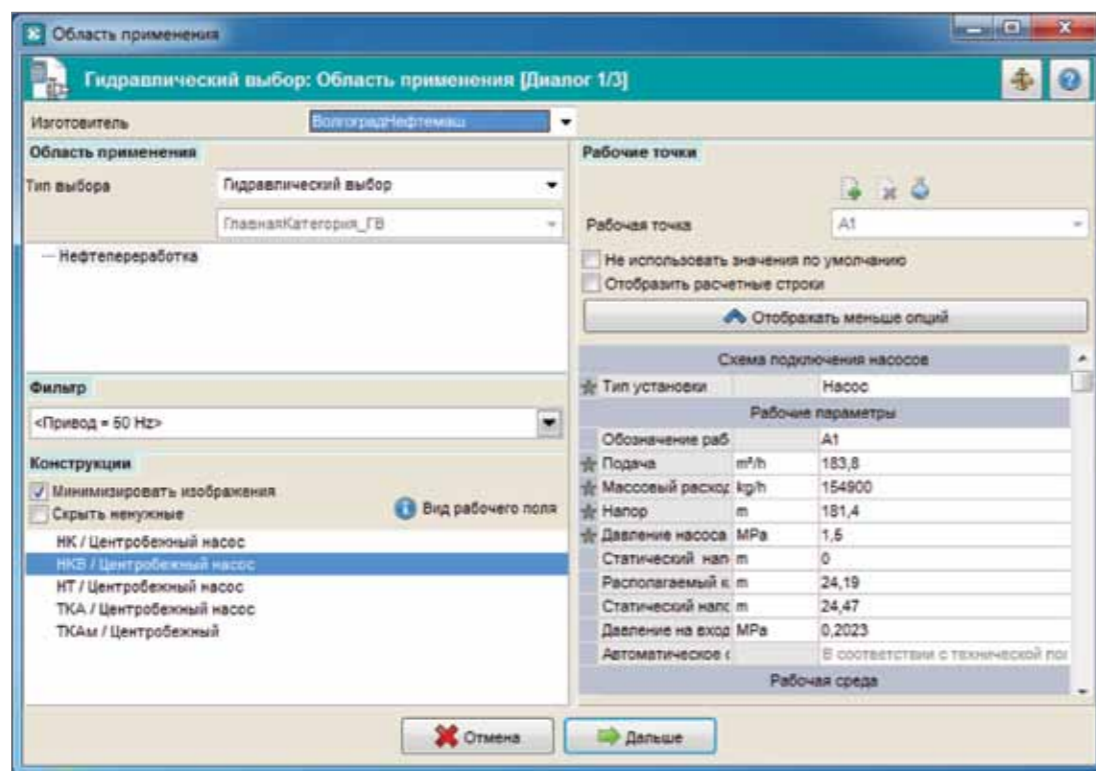 Область применения
Гидравлический выбор: Область применения [Диалог 1/3]
Изготовитель ВолгоградНефтемаш
Область применения
Тип выбора Гидравлический выбор
ГлавнаяКатегория_ГВ
Нефтепереработка
Фильтр
<Привод = 50 Hz>
Конструкции
Минимизировать изображения
Скрыть ненужные
Вид рабочего поля
НК / Центробежный насос
НКВ / Центробежный насос
НТ / Центробежный насос
ТКА / Центробежный насос
ТКАм / Центробежный
Рабочие точки
Рабочая точка A1
Не использовать значения по умолчанию
Отобразить расчетные строки
Отображать меньше опций
Схема подключения насосов
Тип установки Насос
Рабочие параметры
Обозначение раб A1
Подача m³/h 183,8
Массовый расход kg/h 154900
Напор m 181,4
Давление насоса MPa 1,5
Статический нап m 0
Располагаемый к m 24,19
Статический напс m 24,47
Давление на вход MPa 0,2023
Автоматическое с В соответствии с технической пол
Рабочая среда
Отмена
Дальше